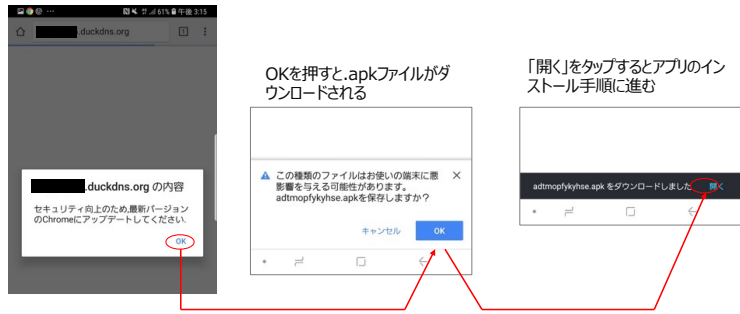 61% 午後 3:15
.duckdns.org
1
.duckdns.org の内容
セキュリティ向上のため,最新バージョン
のChromeにアップデートしてください.
OK
OKを押すと.apkファイルがダ
ウンロードされる
この種類のファイルはお使いの端末に悪
影響を与える可能性があります。
adtmopfykyhse.apkを保存しますか？
キャンセル
OK
「開く」をタップするとアプリのイン
ストール手順に進む
adtmopfykyhse.apk をダウンロードしました
開く